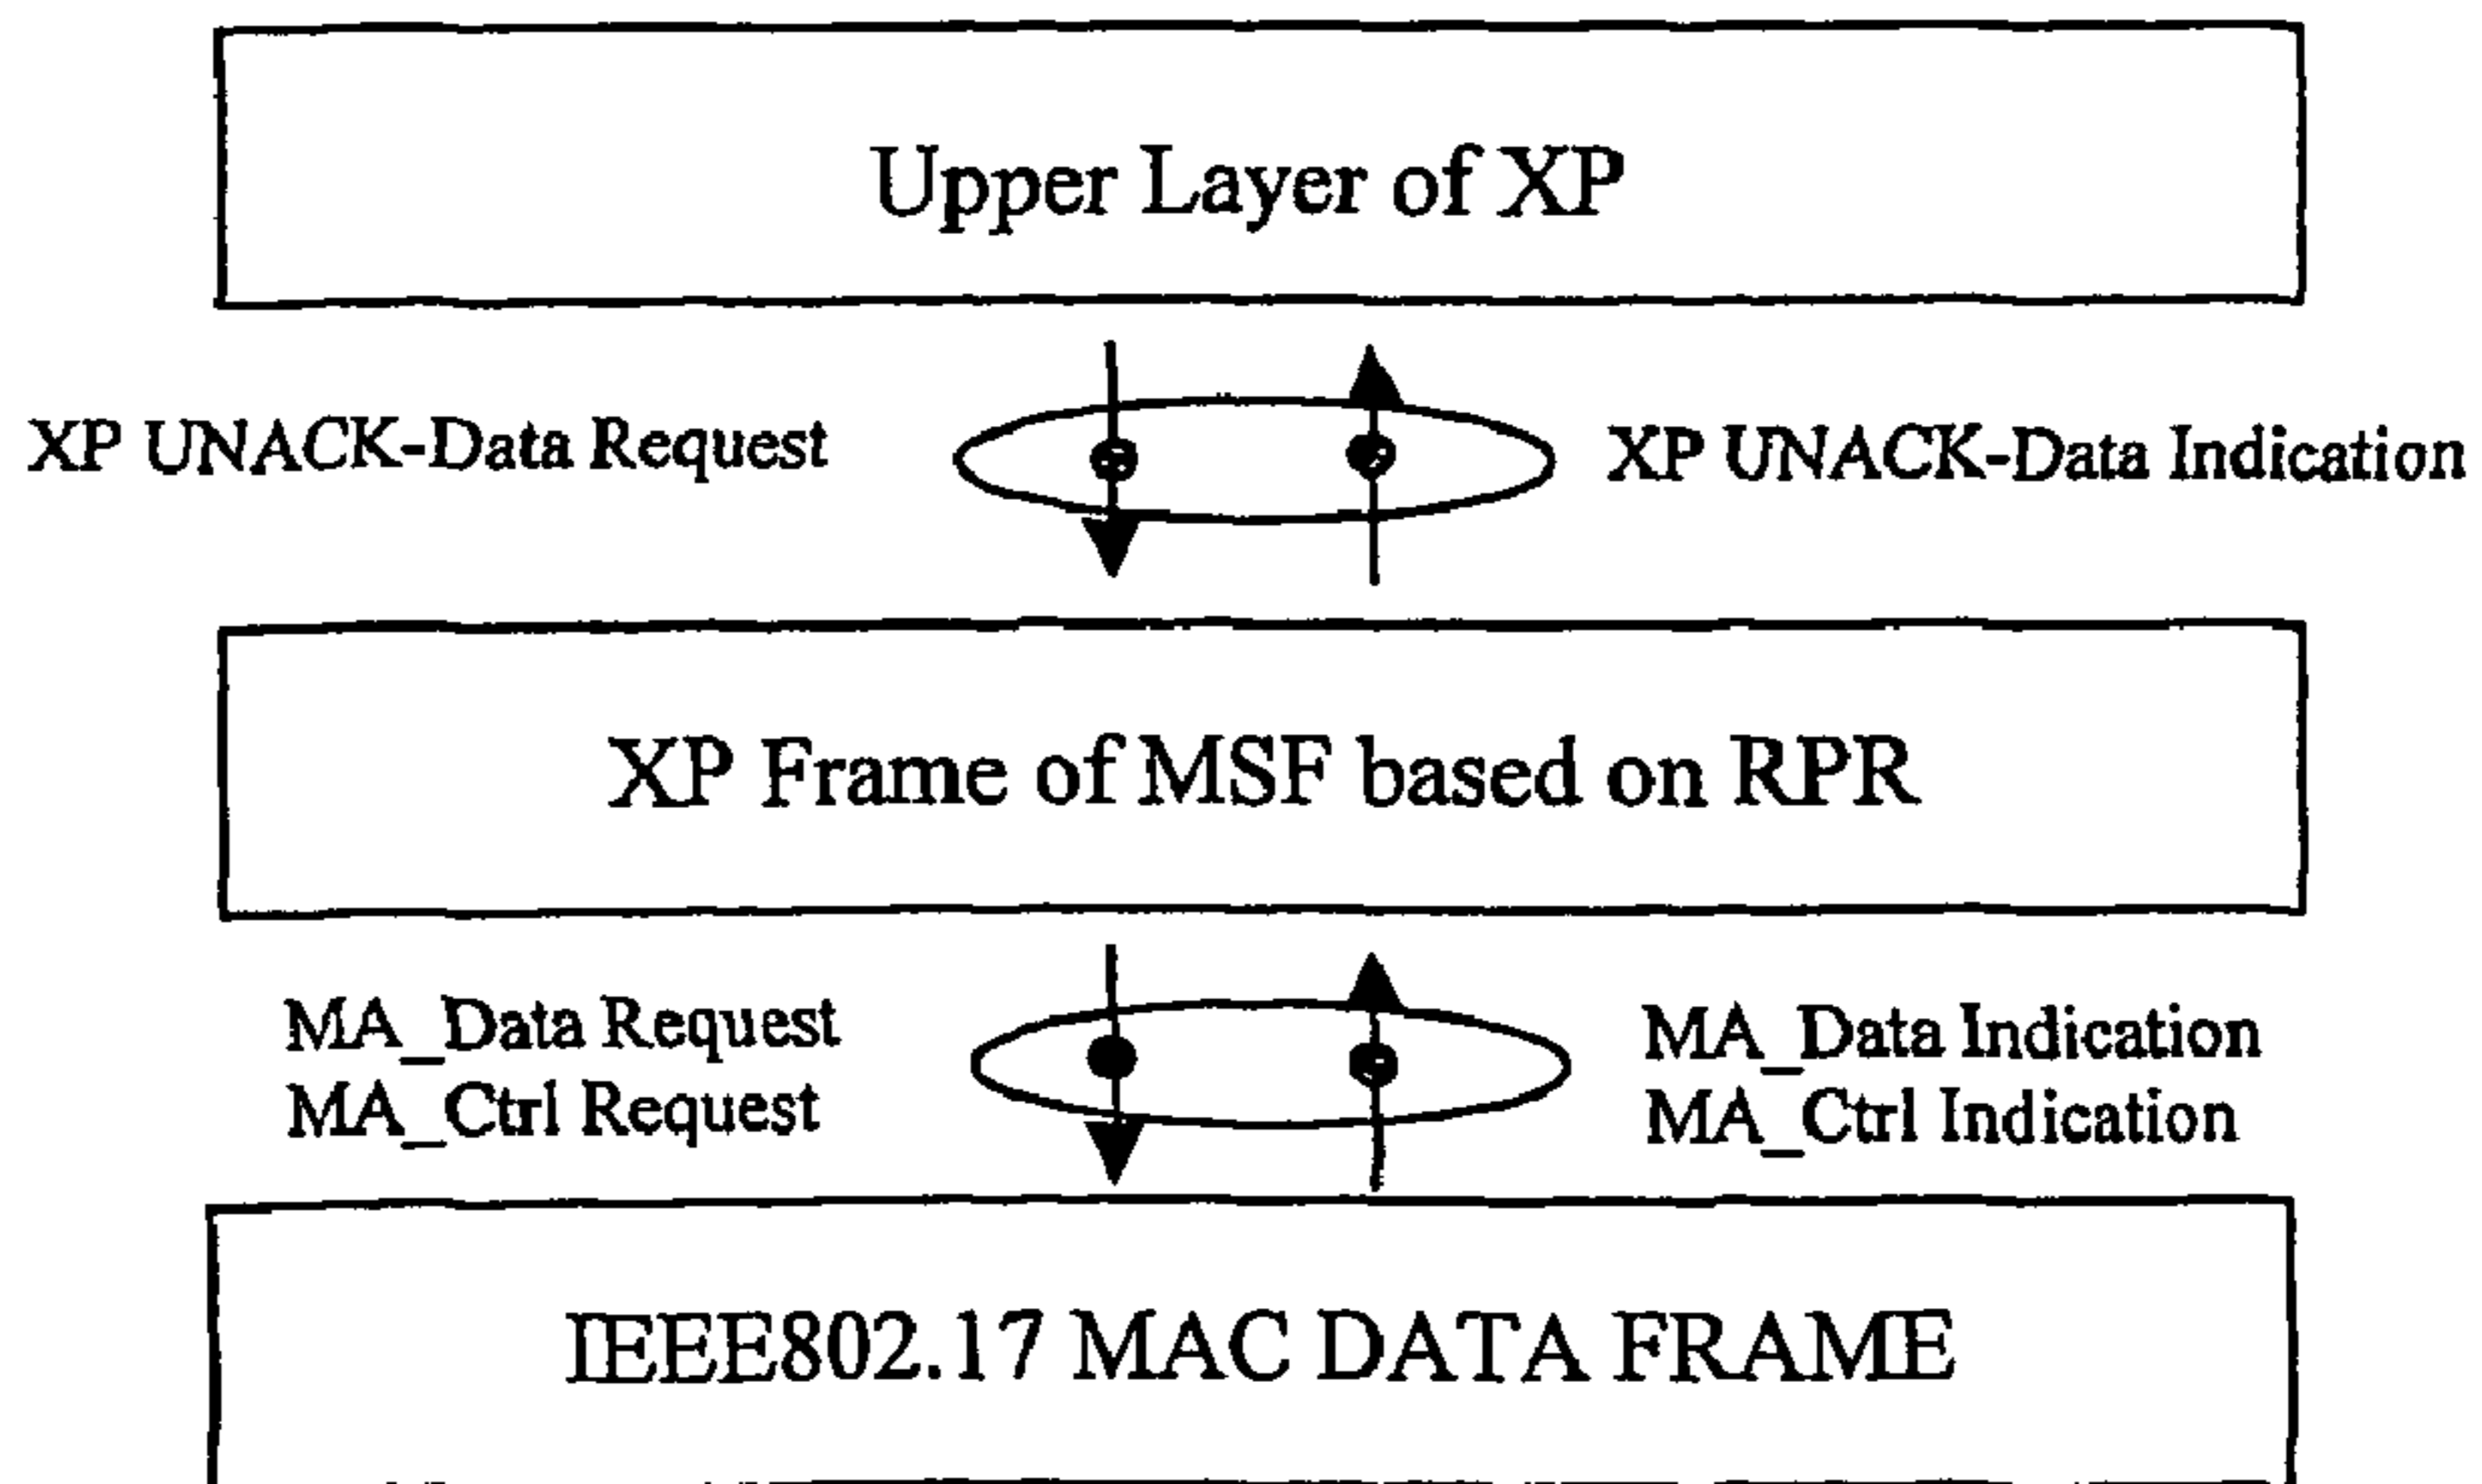 Upper Layer of XP
XP UNACK-Data Request
XP UNACK-Data Indication
XP Frame of MSF based on RPR
MA_Data Request
MA_Ctrl Request
MA_Data Indication
MA_Ctrl Indication
IEEE802.17 MAC DATA FRAME